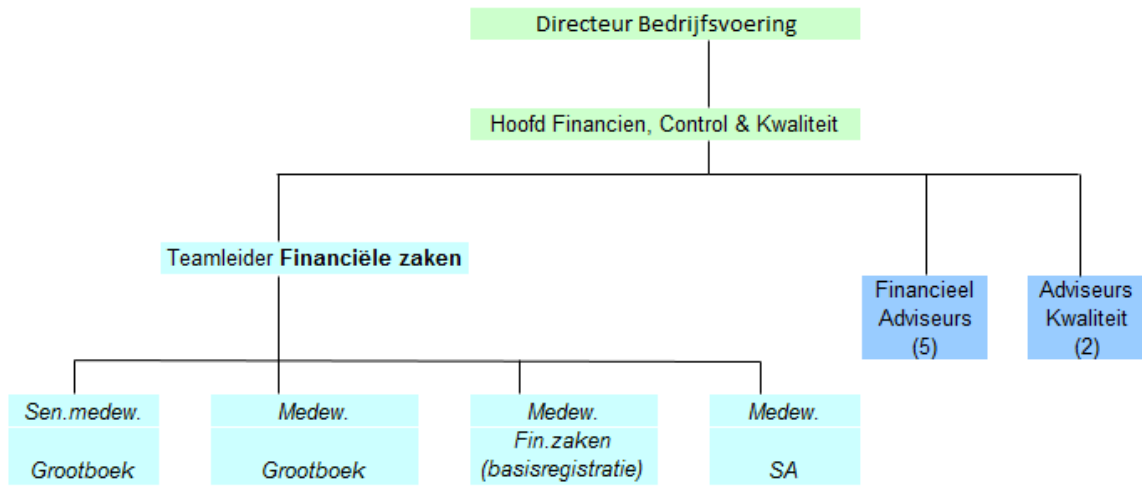 Directeur Bedrijfsvoering
Hoofd Financien, Control & Kwaliteit
Teamleider Financiële zaken
Financieel
Adviseurs
(5)
Adviseurs
Kwaliteit
(2)
Sen.medew.
Grootboek
Medew.
Grootboek
Medew.
Fin.zaken
(basisregistratie)
Medew.
SA